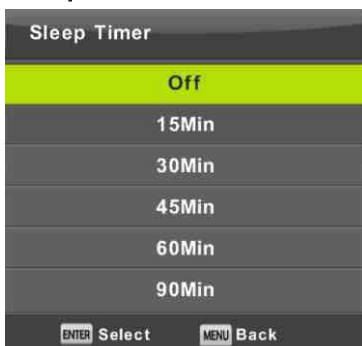 Sleep Timer
Off
15Min
30Min
45Min
60Min
90Min
ENTER Select MENU Back